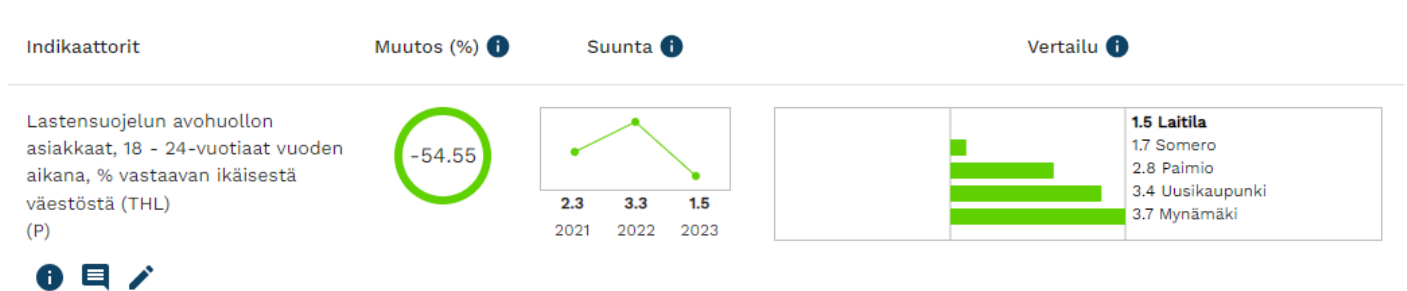 Indikaattorit Muutos (%) i Suunta i Vertailu i
Lastensuojelun avohuollon
asiakkaat, 18 - 24-vuotiaat vuoden
aikana, % vastaavan ikäisestä
väestöstä (THL)
(P)
-54.55
2.3 3.3 1.5
2021 2022 2023
1.5 Laitila
1.7 Somero
2.8 Paimio
3.4 Uusikaupunki
3.7 Mynämäki
i